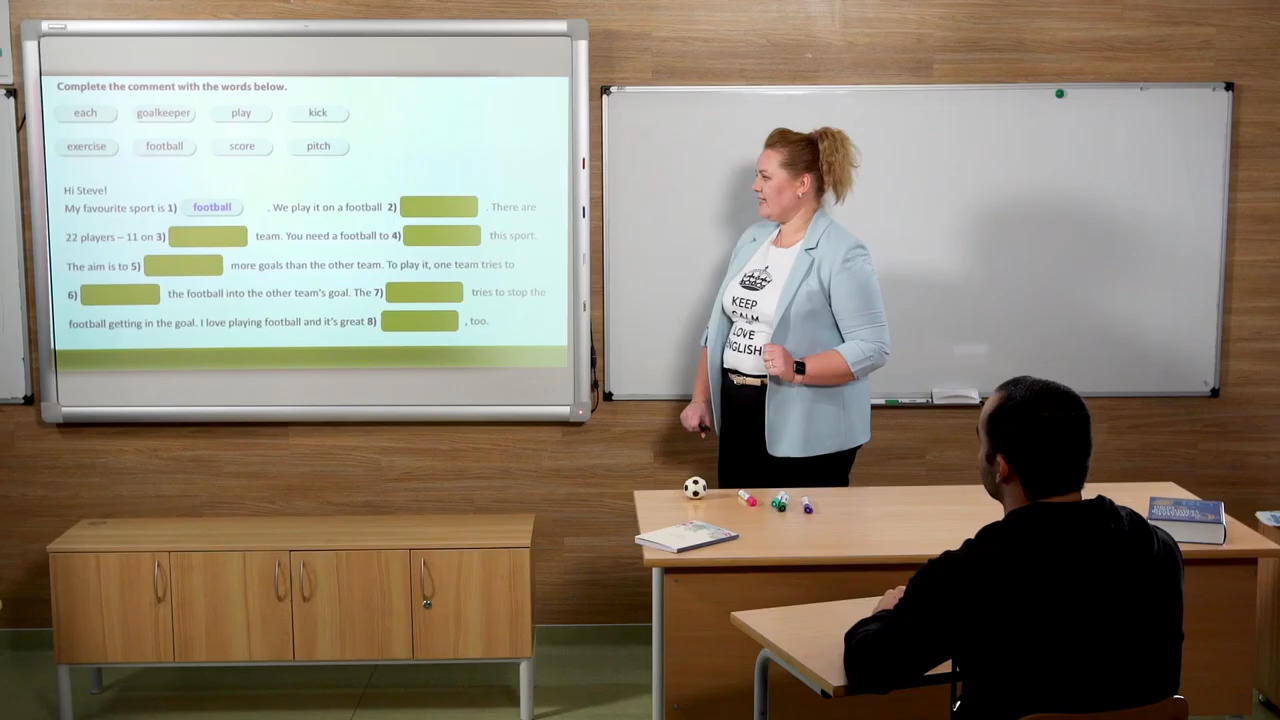 Complete the comment with the words below.
each goalkeeper play kick
exercise football score pitch
Hi Steve!
My favourite sport is 1) football . We play it on a football 2) . There are
22 players – 11 on 3) team. You need a football to 4) this sport.
The aim is to 5) more goals than the other team. To play it, one team tries to
6) the football into the other team's goal. The 7) tries to stop the
football getting in the goal. I love playing football and it's great 8) , too.
KEEP
CALM
AND
LOVE
ENGLISH